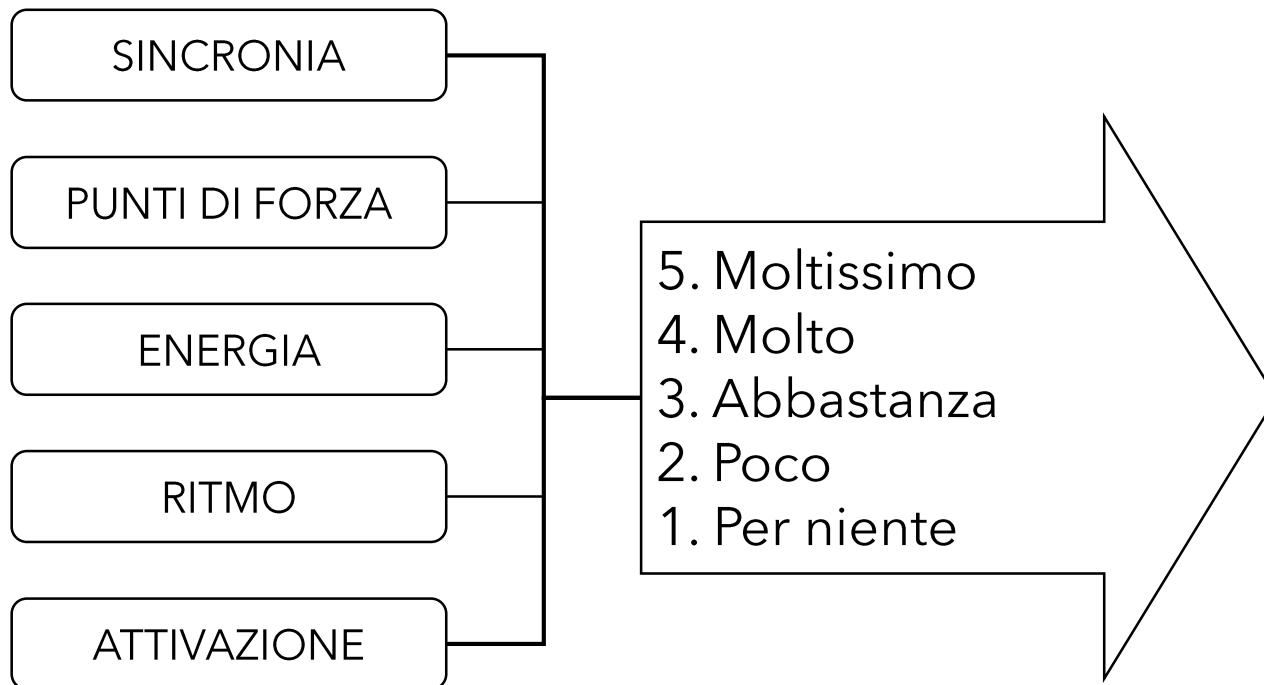 SINCRONIA
PUNTI DI FORZA
ENERGIA
RITMO
ATTIVAZIONE
5. Moltissimo
4. Molto
3. Abbastanza
2. Poco
1. Per niente